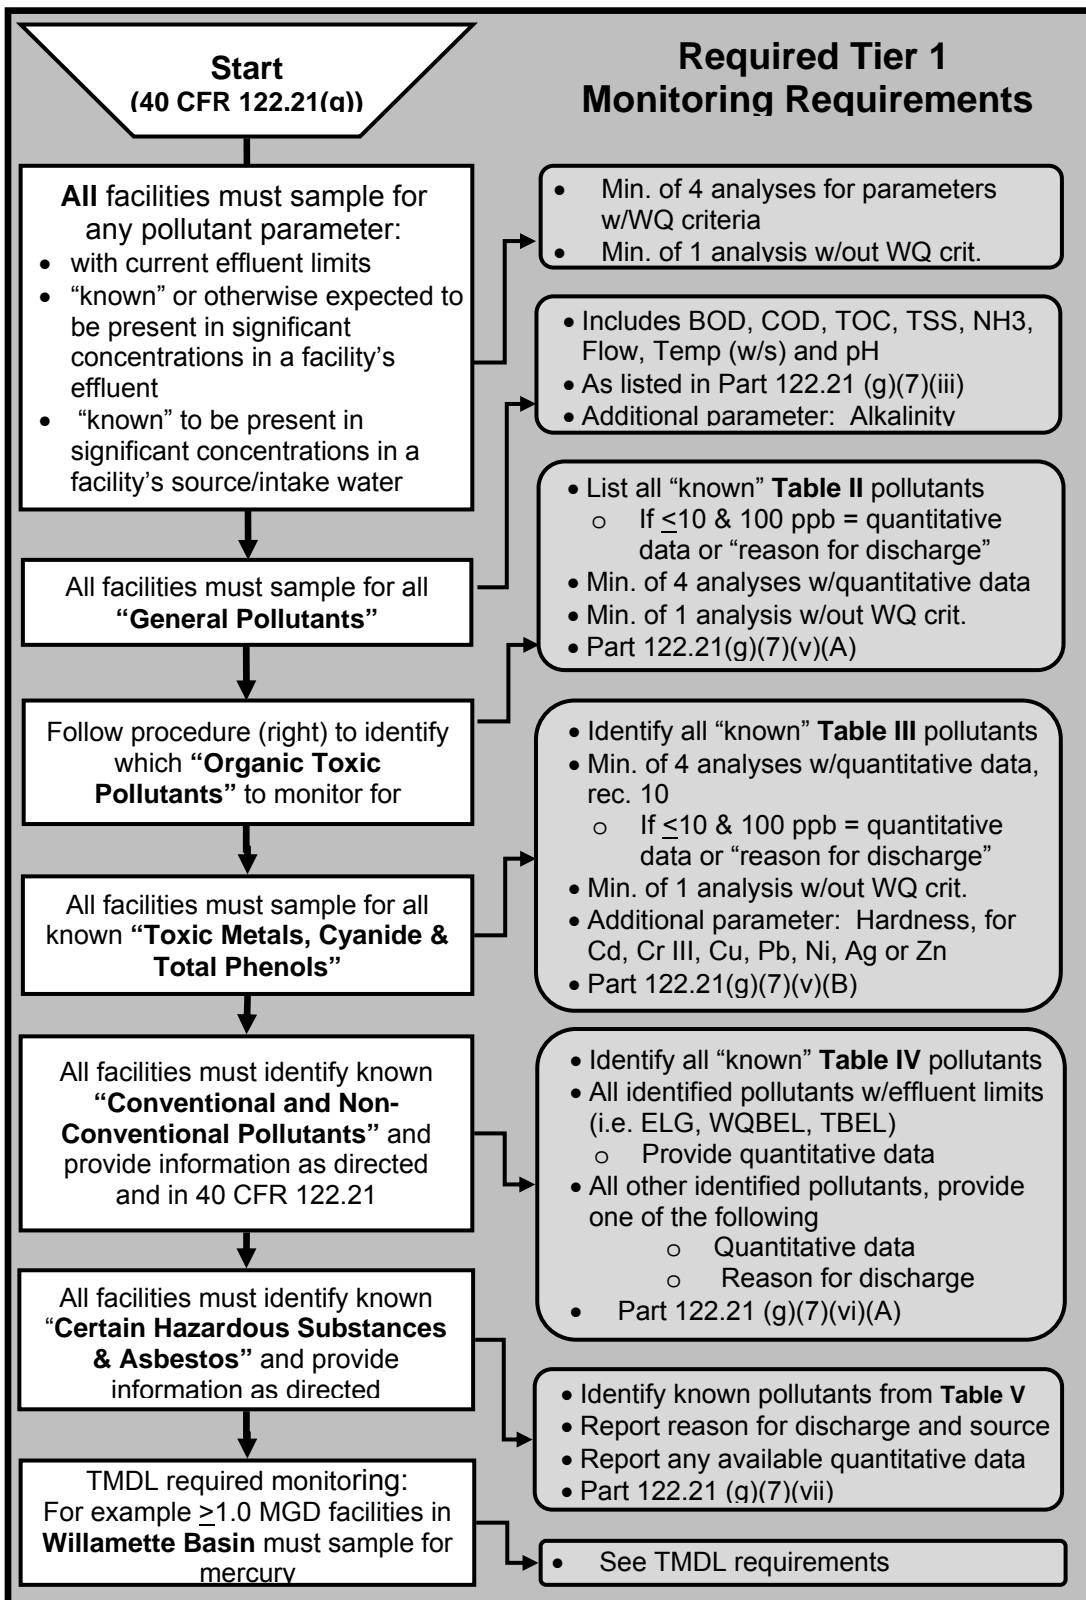 Start
(40 CFR 122.21(g))
Required Tier 1
Monitoring Requirements
All facilities must sample for
any pollutant parameter:
• with current effluent limits
• “known” or otherwise expected to
be present in significant
concentrations in a facility’s
effluent
• “known” to be present in
significant concentrations in a
facility’s source/intake water
• Min. of 4 analyses for parameters
w/WQ criteria
• Min. of 1 analysis w/out WQ crit.
All facilities must sample for all
“General Pollutants”
• Includes BOD, COD, TOC, TSS, NH3,
Flow, Temp (w/s) and pH
• As listed in Part 122.21 (g)(7)(iii)
• Additional parameter: Alkalinity
Follow procedure (right) to identify
which “Organic Toxic
Pollutants” to monitor for
• List all “known” Table II pollutants
o If <10 & 100 ppb = quantitative
data or “reason for discharge”
• Min. of 4 analyses w/quantitative data
• Min. of 1 analysis w/out WQ crit.
• Part 122.21(g)(7)(v)(A)
All facilities must sample for all
known “Toxic Metals, Cyanide &
Total Phenols”
• Identify all “known” Table III pollutants
• Min. of 4 analyses w/quantitative data,
rec. 10
o If <10 & 100 ppb = quantitative
data or “reason for discharge”
• Min. of 1 analysis w/out WQ crit.
• Additional parameter: Hardness, for
Cd, Cr III, Cu, Pb, Ni, Ag or Zn
• Part 122.21(g)(7)(v)(B)
All facilities must identify known
“Conventional and Non-
Conventional Pollutants” and
provide information as directed
and in 40 CFR 122.21
• Identify all “known” Table IV pollutants
• All identified pollutants w/effluent limits
(i.e. ELG, WQBEL, TBEL)
o Provide quantitative data
• All other identified pollutants, provide
one of the following
o Quantitative data
o Reason for discharge
• Part 122.21 (g)(7)(vi)(A)
All facilities must identify known
“Certain Hazardous Substances
& Asbestos” and provide
information as directed
• Identify known pollutants from Table V
• Report reason for discharge and source
• Report any available quantitative data
• Part 122.21 (g)(7)(vii)
TMDL required monitoring:
For example >1.0 MGD facilities in
Willamette Basin must sample for
mercury
• See TMDL requirements